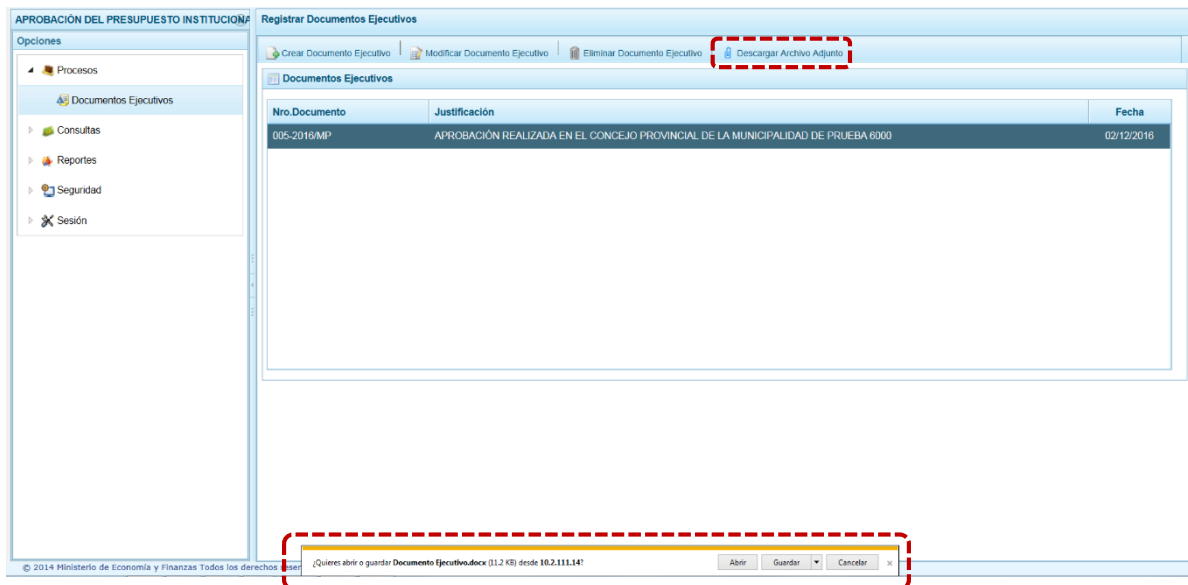 APROBACIÓN DEL PRESUPUESTO INSTITUCIONA
Registrar Documentos Ejecutivos
Opciones
Crear Documento Ejecutivo
Modificar Documento Ejecutivo
Eliminar Documento Ejecutivo
Descargar Archivo Adjunto
Procesos
Documentos Ejecutivos
Consultas
Reportes
Seguridad
Sesión
Documentos Ejecutivos
Nro.Documento Justificación Fecha
005-2016/MP APROBACIÓN REALIZADA EN EL CONCEJO PROVINCIAL DE LA MUNICIPALIDAD DE PRUEBA 6000 02/12/2016
¿Quieres abrir o guardar Documento Ejecutivo.docx (11.2 KB) desde 10.2.111.14?
Abrir
Guardar
Cancelar
© 2014 Ministerio de Economía y Finanzas Todos los derechos